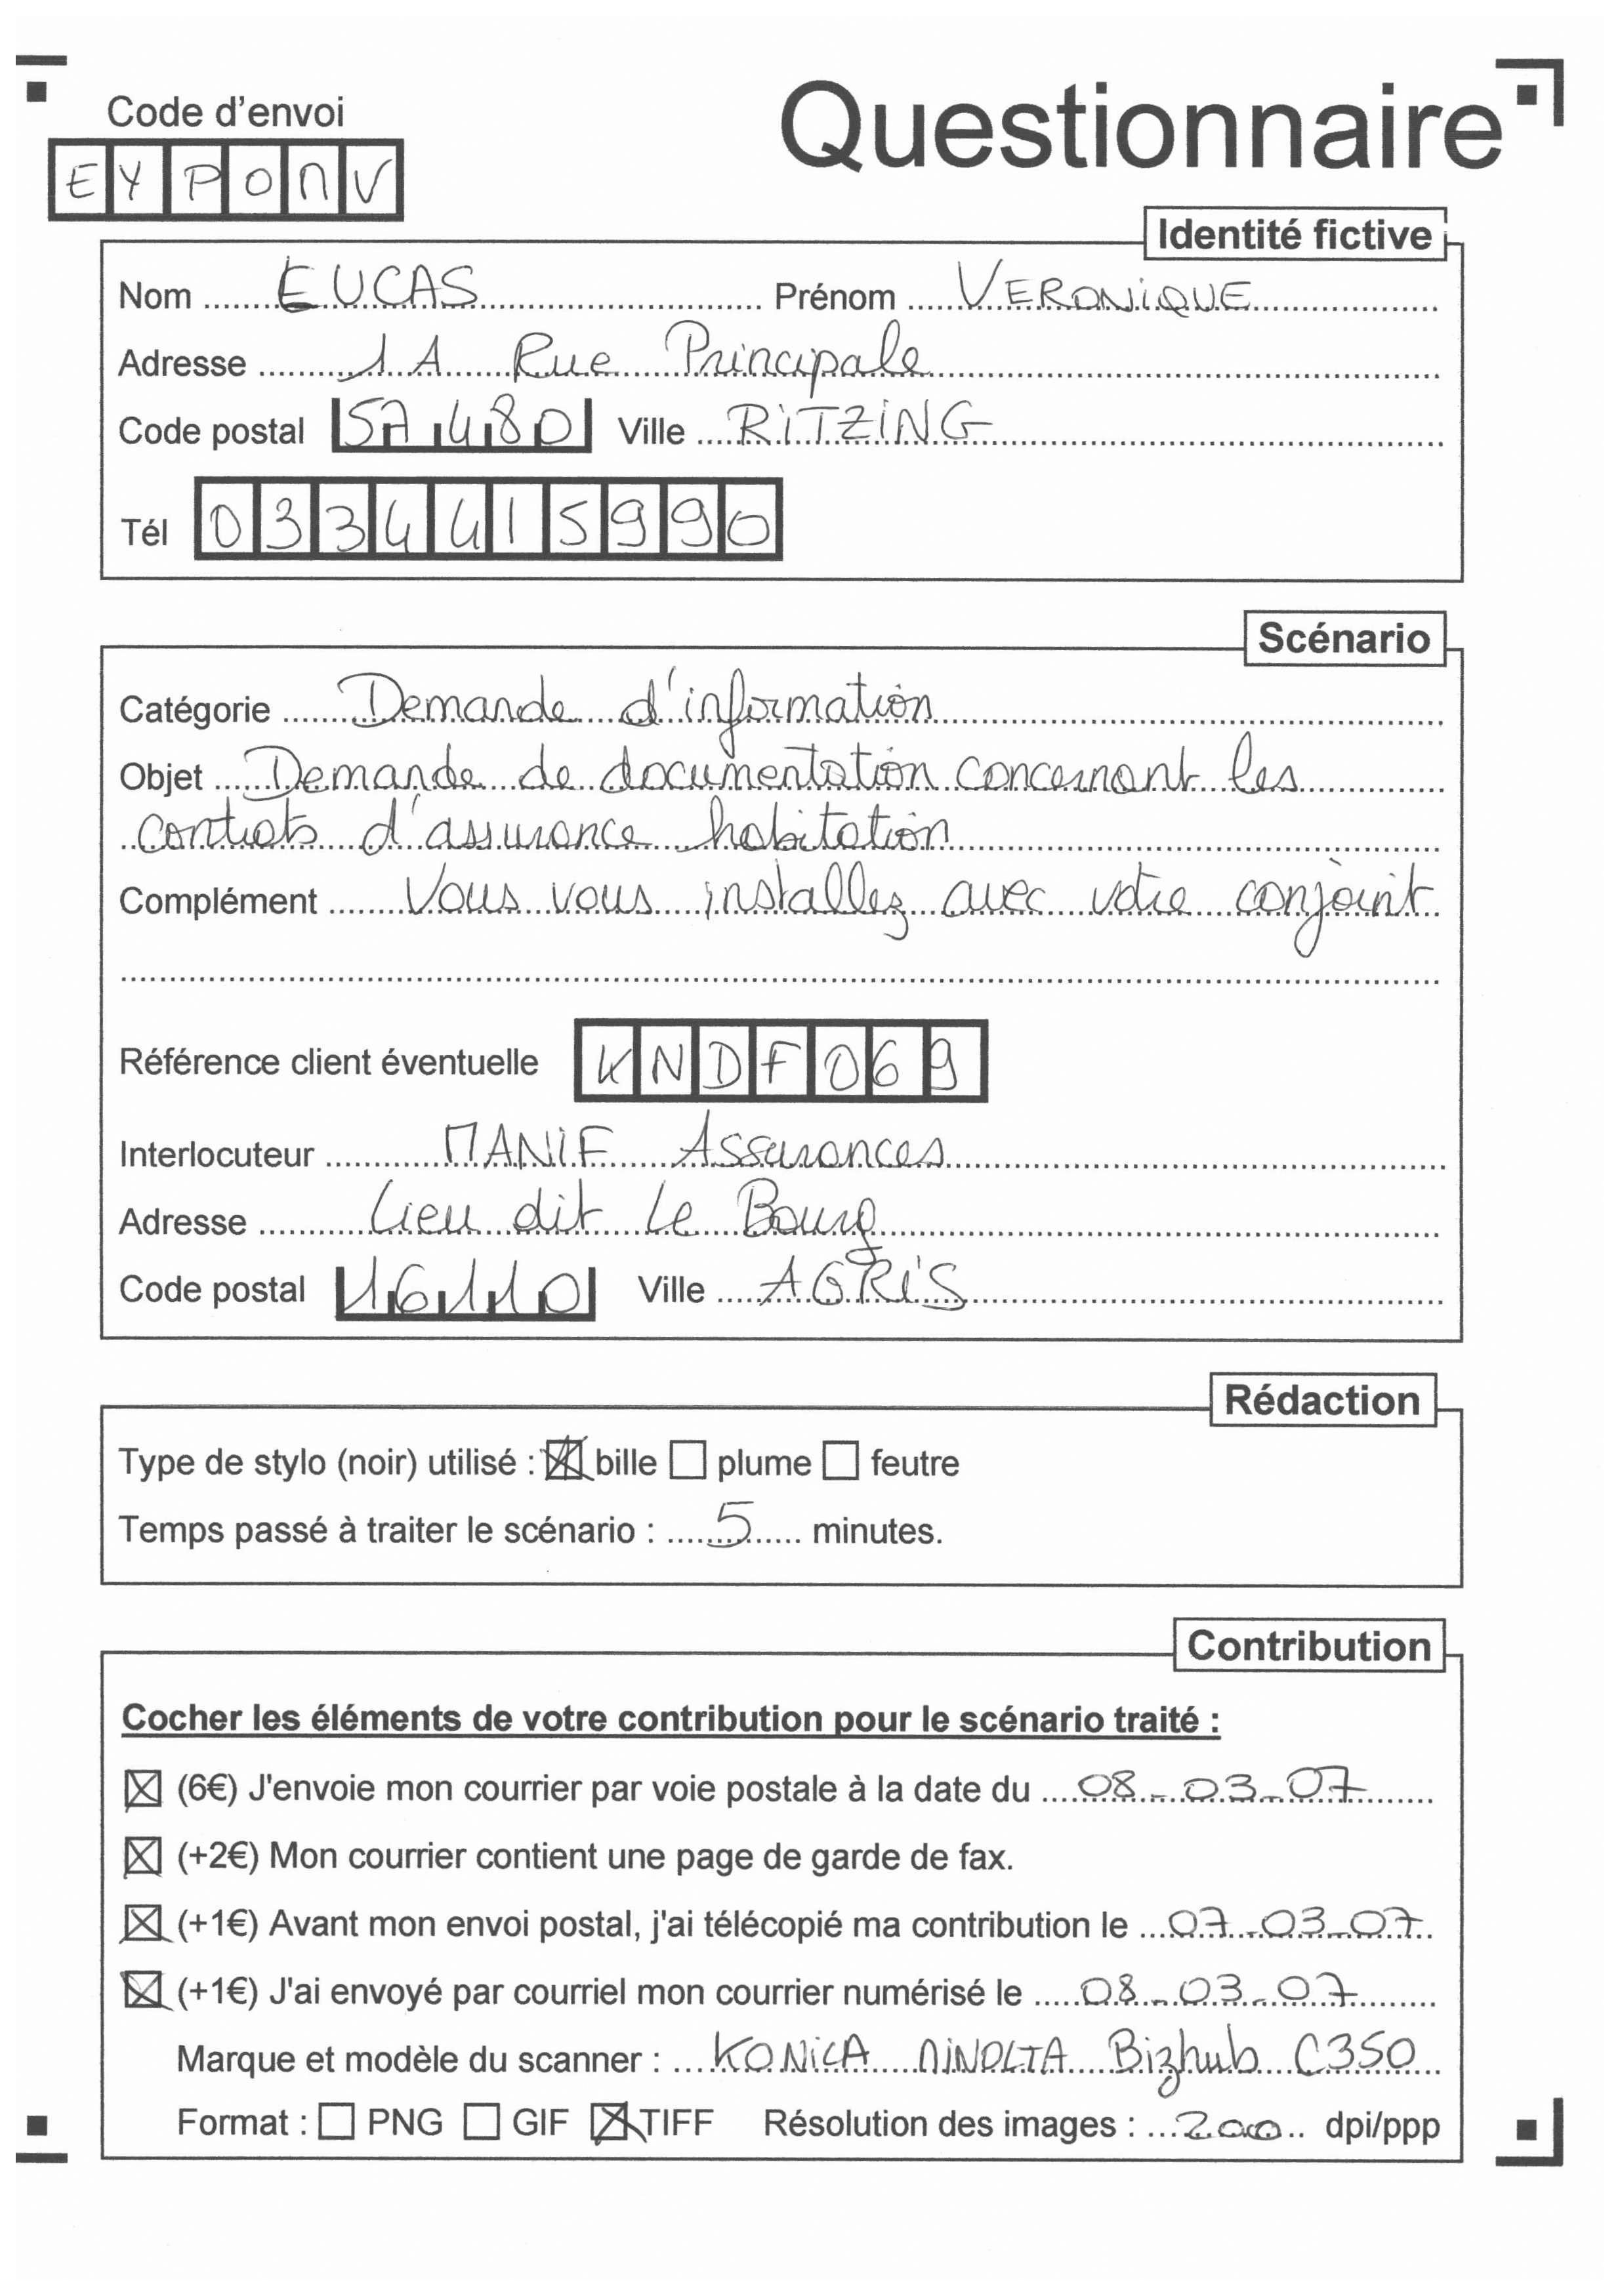 Code d'envoi
Questionnaire
EYPOMV
Identité fictive
Nom EUCAS Prénom VERONIQUE
Adresse 1A Rue Principale
Code postal 57480 Ville RITZING
Tél 0334415990
Scénario
Catégorie Demande d'information
Objet Demande de documentation concernant les
contrats d'assurance habitation
Complément Vous vous installez avec votre conjoint
Référence client éventuelle KNDF069
Interlocuteur MANIF Assurances
Adresse Lieu dit Le Bourg
Code postal 16110 Ville AGRIS
Rédaction
Type de stylo (noir) utilisé : ☒ bille ☐ plume ☐ feutre
Temps passé à traiter le scénario : 5 minutes.
Contribution
Cocher les éléments de votre contribution pour le scénario traité :
☒ (6€) J'envoie mon courrier par voie postale à la date du 08-03-07
☒ (+2€) Mon courrier contient une page de garde de fax.
☒ (+1€) Avant mon envoi postal, j'ai télécopié ma contribution le 07-03-07
☒ (+1€) J'ai envoyé par courriel mon courrier numérisé le 08-03-07
Marque et modèle du scanner : KONICA MINOLTA Bizhub C350
Format : ☐ PNG ☐ GIF ☒ TIFF Résolution des images : 200 dpi/ppp